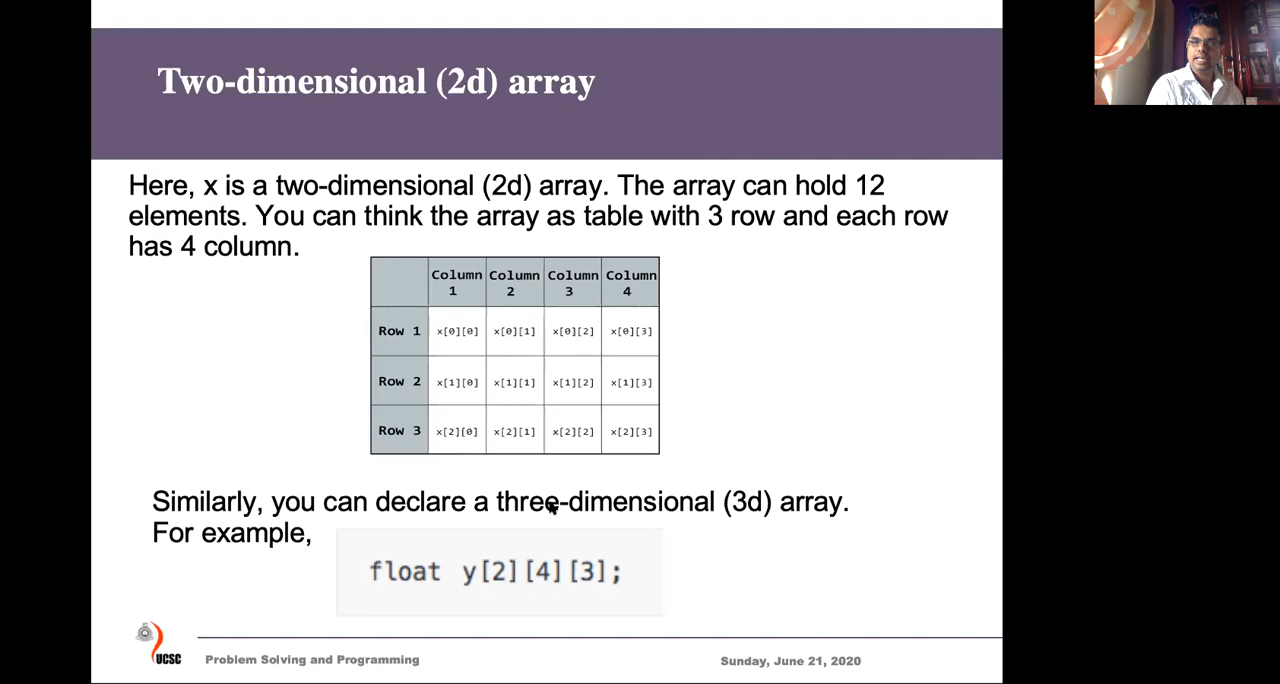 Two-dimensional (2d) array
Here, x is a two-dimensional (2d) array. The array can hold 12
elements. You can think the array as table with 3 row and each row
has 4 column.
Column 1 Column 2 Column 3 Column 4
Row 1 x[0][0] x[0][1] x[0][2] x[0][3]
Row 2 x[1][0] x[1][1] x[1][2] x[1][3]
Row 3 x[2][0] x[2][1] x[2][2] x[2][3]
Similarly, you can declare a three-dimensional (3d) array.
For example,
float y[2][4][3];
UCSC
Problem Solving and Programming
Sunday, June 21, 2020